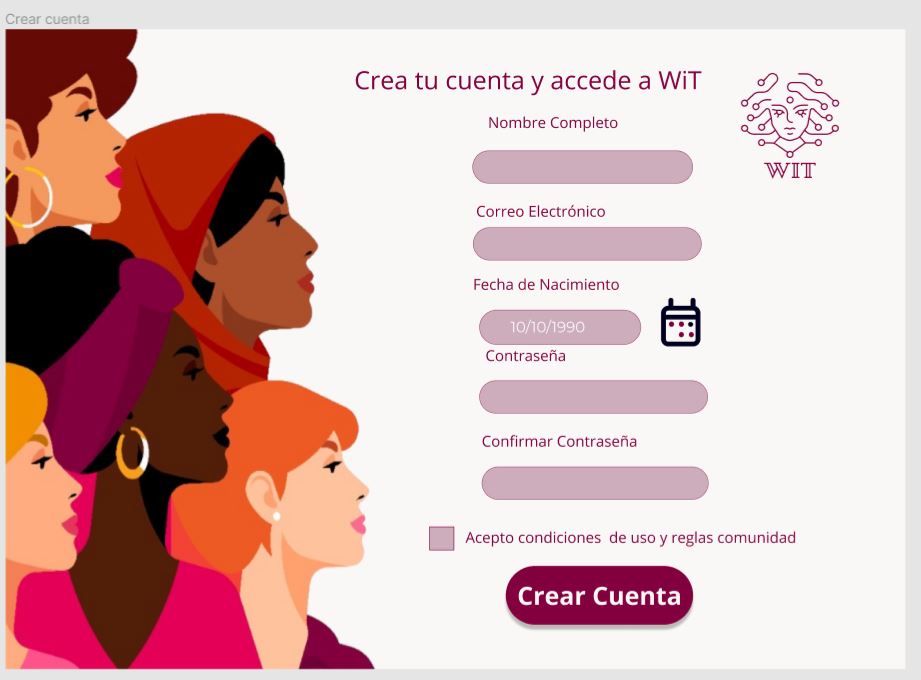 Crear cuenta
Crea tu cuenta y accede a WiT
WIT
Nombre Completo
Correo Electrónico
Fecha de Nacimiento
10/10/1990
Contraseña
Confirmar Contraseña
Acepto condiciones  de uso y reglas comunidad
Crear Cuenta